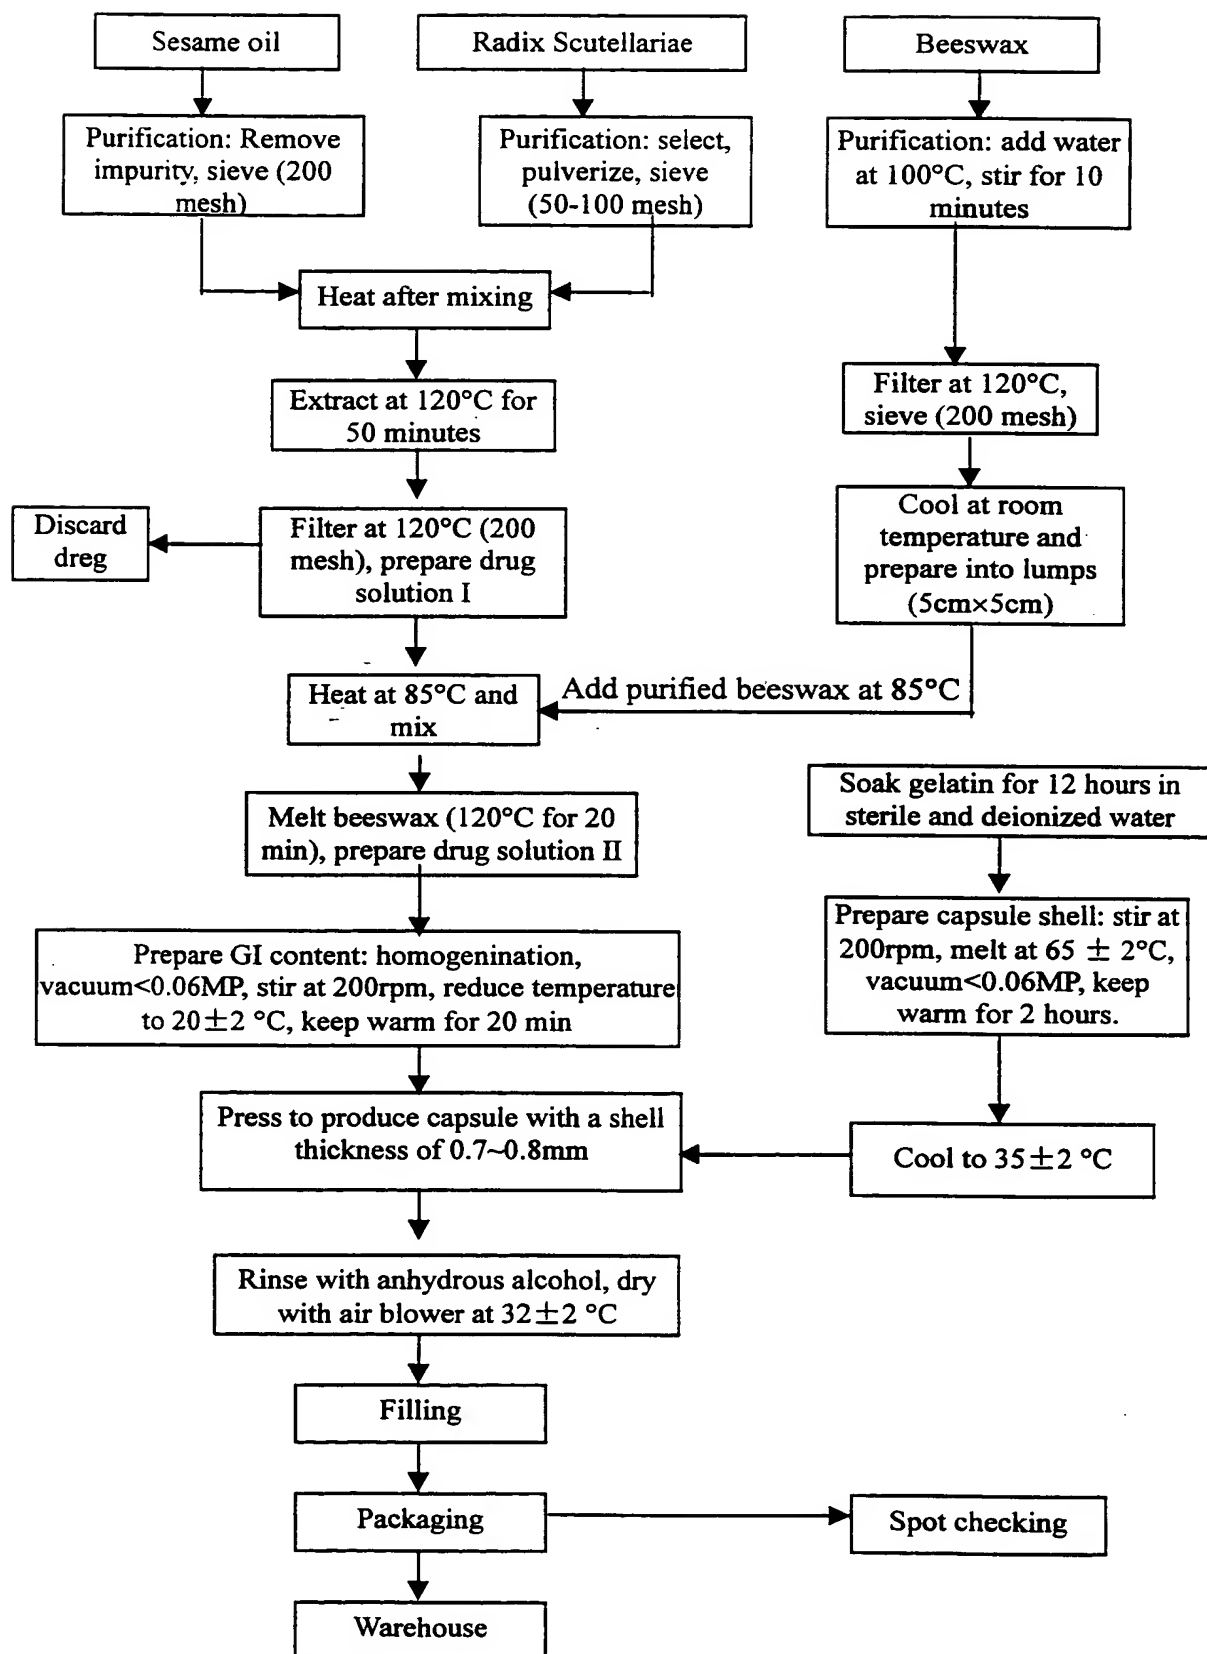 Sesame oil
Radix Scutellariae
Beeswax
Purification: Remove
impurity, sieve (200
mesh)
Purification: select,
pulverize, sieve
(50-100 mesh)
Purification: add water
at 100°C, stir for 10
minutes
Heat after mixing
Extract at 120°C for
50 minutes
Filter at 120°C,
sieve (200 mesh)
Discard
dreg
Filter at 120°C (200
mesh), prepare drug
solution I
Cool at room
temperature and
prepare into lumps
(5cm×5cm)
Heat at 85°C and
mix
Add purified beeswax at 85°C
Melt beeswax (120°C for 20
min), prepare drug solution II
Soak gelatin for 12 hours in
sterile and deionized water
Prepare GI content: homogenination,
vacuum<0.06MP, stir at 200rpm, reduce temperature
to 20±2 °C, keep warm for 20 min
Prepare capsule shell: stir at
200rpm, melt at 65 ± 2°C,
vacuum<0.06MP, keep
warm for 2 hours.
Press to produce capsule with a shell
thickness of 0.7~0.8mm
Cool to 35±2 °C
Rinse with anhydrous alcohol, dry
with air blower at 32±2 °C
Filling
Packaging
Spot checking
Warehouse